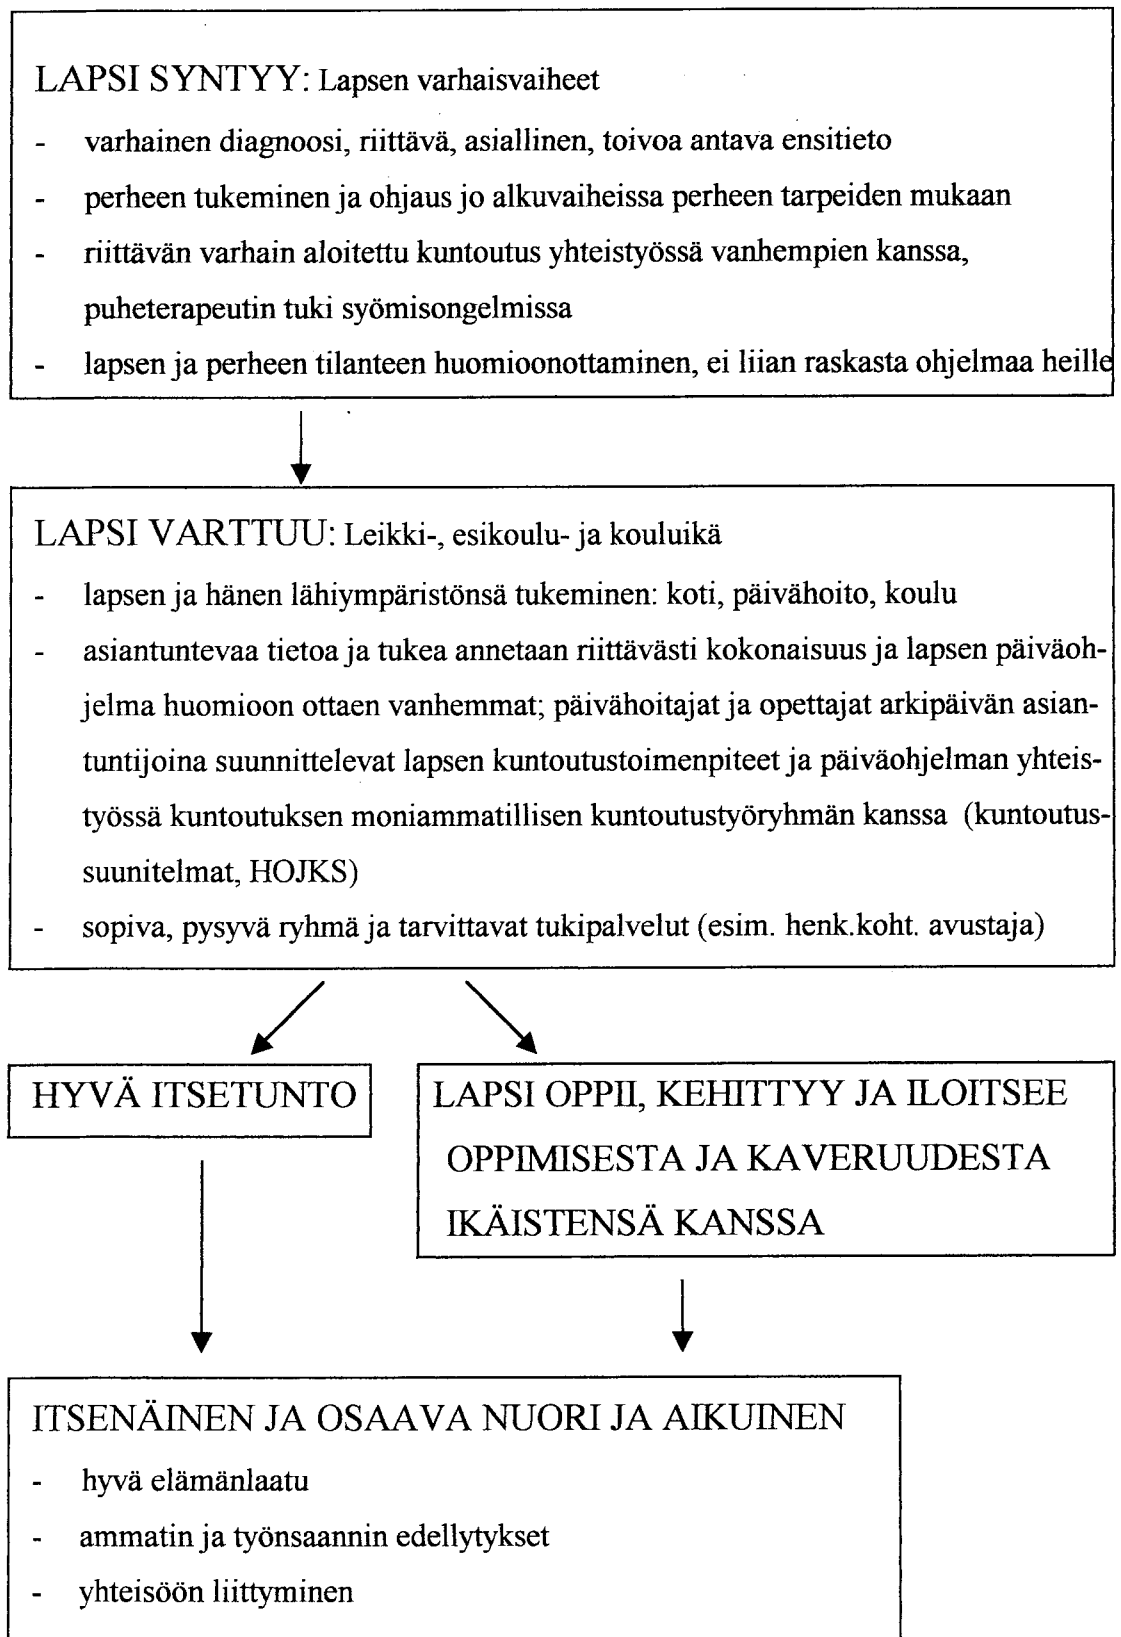 LAPSI SYNTYY: Lapsen varhaisvaiheet
- varhainen diagnoosi, riittävä, asiallinen, toivoa antava ensitieto
- perheen tukeminen ja ohjaus jo alkuvaiheissa perheen tarpeiden mukaan
- riittävän varhain aloitettu kuntoutus yhteistyössä vanhempien kanssa,
puheterapeutin tuki syömisongelmissa
- lapsen ja perheen tilanteen huomioonottaminen, ei liian raskasta ohjelmaa heille
LAPSI VARTTUU: Leikki-, esikoulu- ja kouluikä
- lapsen ja hänen lähiympäristönsä tukeminen: koti, päivähoito, koulu
- asiantuntevaa tietoa ja tukea annetaan riittävästi kokonaisuus ja lapsen päiväoh-
jelma huomioon ottaen vanhemmat; päivähoitajat ja opettajat arkipäivän asian-
tuntijoina suunnittelevat lapsen kuntoutustoimenpiteet ja päiväohjelman yhteis-
työssä kuntoutuksen moniammatillisen kuntoutustyöryhmän kanssa (kuntoutus-
suunitelmat, HOJKS)
- sopiva, pysyvä ryhmä ja tarvittavat tukipalvelut (esim. henk.koht. avustaja)
HYVÄ ITSETUNTO
LAPSI OPPII, KEHITTYY JA ILOITSEE
OPPIMISESTA JA KAVERUUDESTA
IKÄISTENSÄ KANSSA
ITSENÄINEN JA OSAAVA NUORI JA AIKUINEN
- hyvä elämänlaatu
- ammatin ja työnsaannin edellytykset
- yhteisöön liittyminen